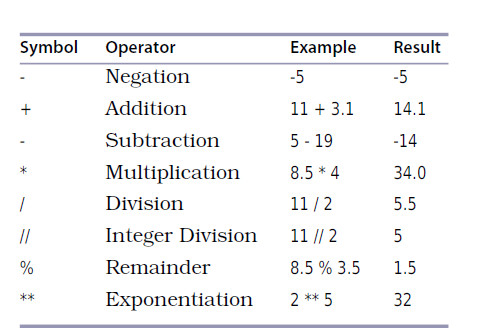 Symbol Operator Example Result
- Negation -5 -5
+ Addition 11 + 3.1 14.1
- Subtraction 5 - 19 -14
* Multiplication 8.5 * 4 34.0
/ Division 11 / 2 5.5
// Integer Division 11 // 2 5
% Remainder 8.5 % 3.5 1.5
** Exponentiation 2 ** 5 32